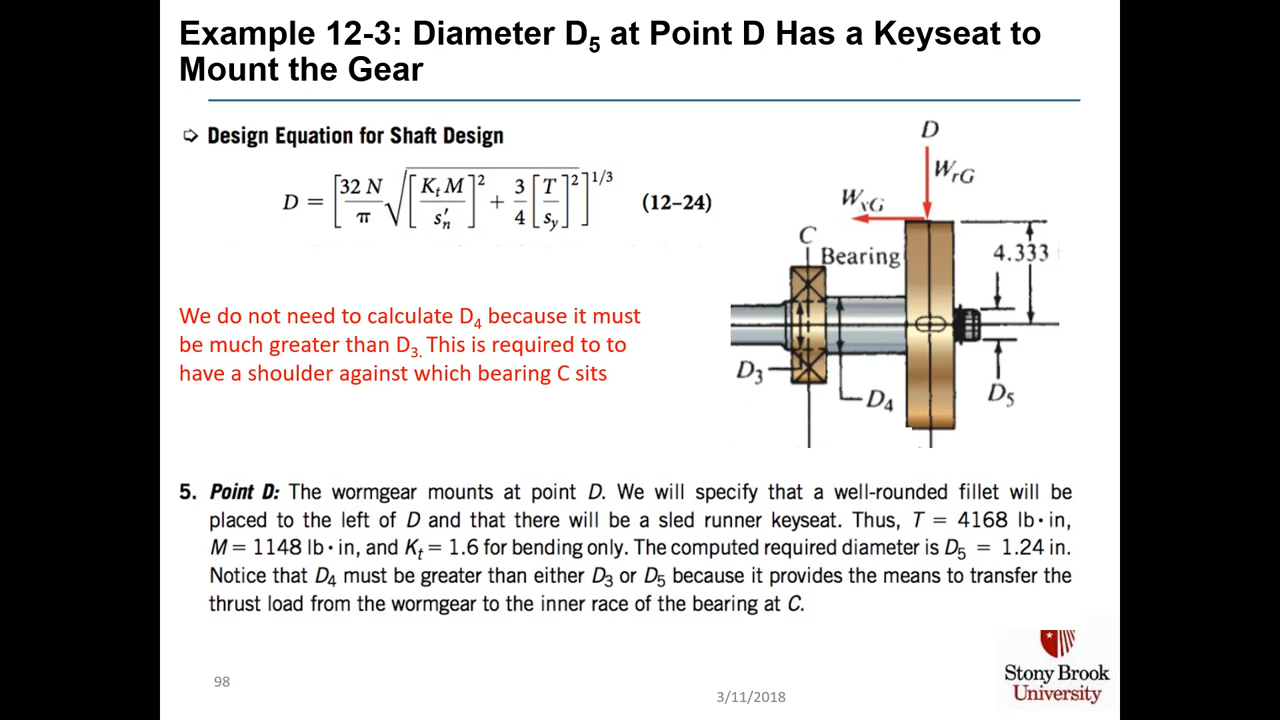 Example 12-3: Diameter D₅ at Point D Has a Keyseat to
Mount the Gear
➩ Design Equation for Shaft Design
D = [32 N/π √([KₜM/s′ₙ]² + 3/4 [T/sᵧ]²)]^1/3 (12–24)
We do not need to calculate D₄ because it must
be much greater than D₃. This is required to to
have a shoulder against which bearing C sits
D
WrG
WxG
C
Bearing
4.333
D₃
D₄
D₅
5. Point D: The wormgear mounts at point D. We will specify that a well-rounded fillet will be
placed to the left of D and that there will be a sled runner keyseat. Thus, T = 4168 lb·in,
M = 1148 lb·in, and Kₜ = 1.6 for bending only. The computed required diameter is D₅ = 1.24 in.
Notice that D₄ must be greater than either D₃ or D₅ because it provides the means to transfer the
thrust load from the wormgear to the inner race of the bearing at C.
Stony Brook
University
98
3/11/2018